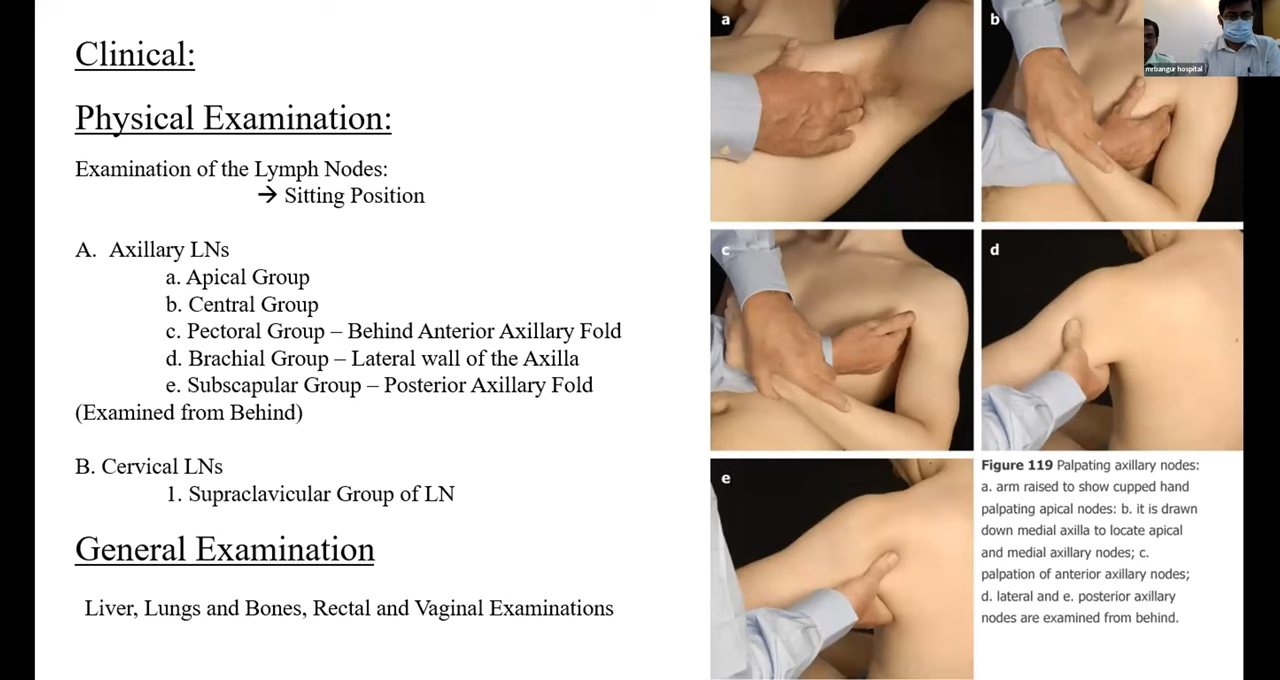 Clinical:
Physical Examination:
Examination of the Lymph Nodes:
→ Sitting Position
A. Axillary LNs
a. Apical Group
b. Central Group
c. Pectoral Group – Behind Anterior Axillary Fold
d. Brachial Group – Lateral wall of the Axilla
e. Subscapular Group – Posterior Axillary Fold
(Examined from Behind)
B. Cervical LNs
1. Supraclavicular Group of LN
General Examination
Liver, Lungs and Bones, Rectal and Vaginal Examinations
a
b
mrbangur hospital
c
d
e
Figure 119 Palpating axillary nodes:
a. arm raised to show cupped hand
palpating apical nodes: b. it is drawn
down medial axilla to locate apical
and medial axillary nodes; c.
palpation of anterior axillary nodes;
d. lateral and e. posterior axillary
nodes are examined from behind.